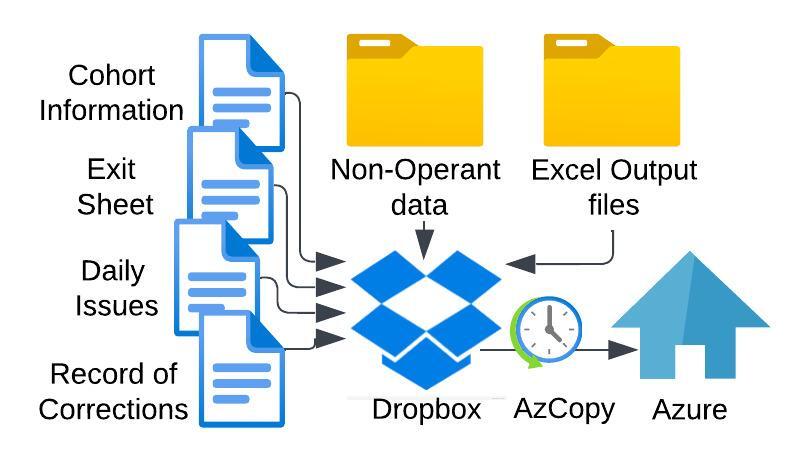 Cohort
Information
Exit
Sheet
Daily
Issues
Record of
Corrections
Non-Operant
data
Excel Output
files
Dropbox
AzCopy
Azure